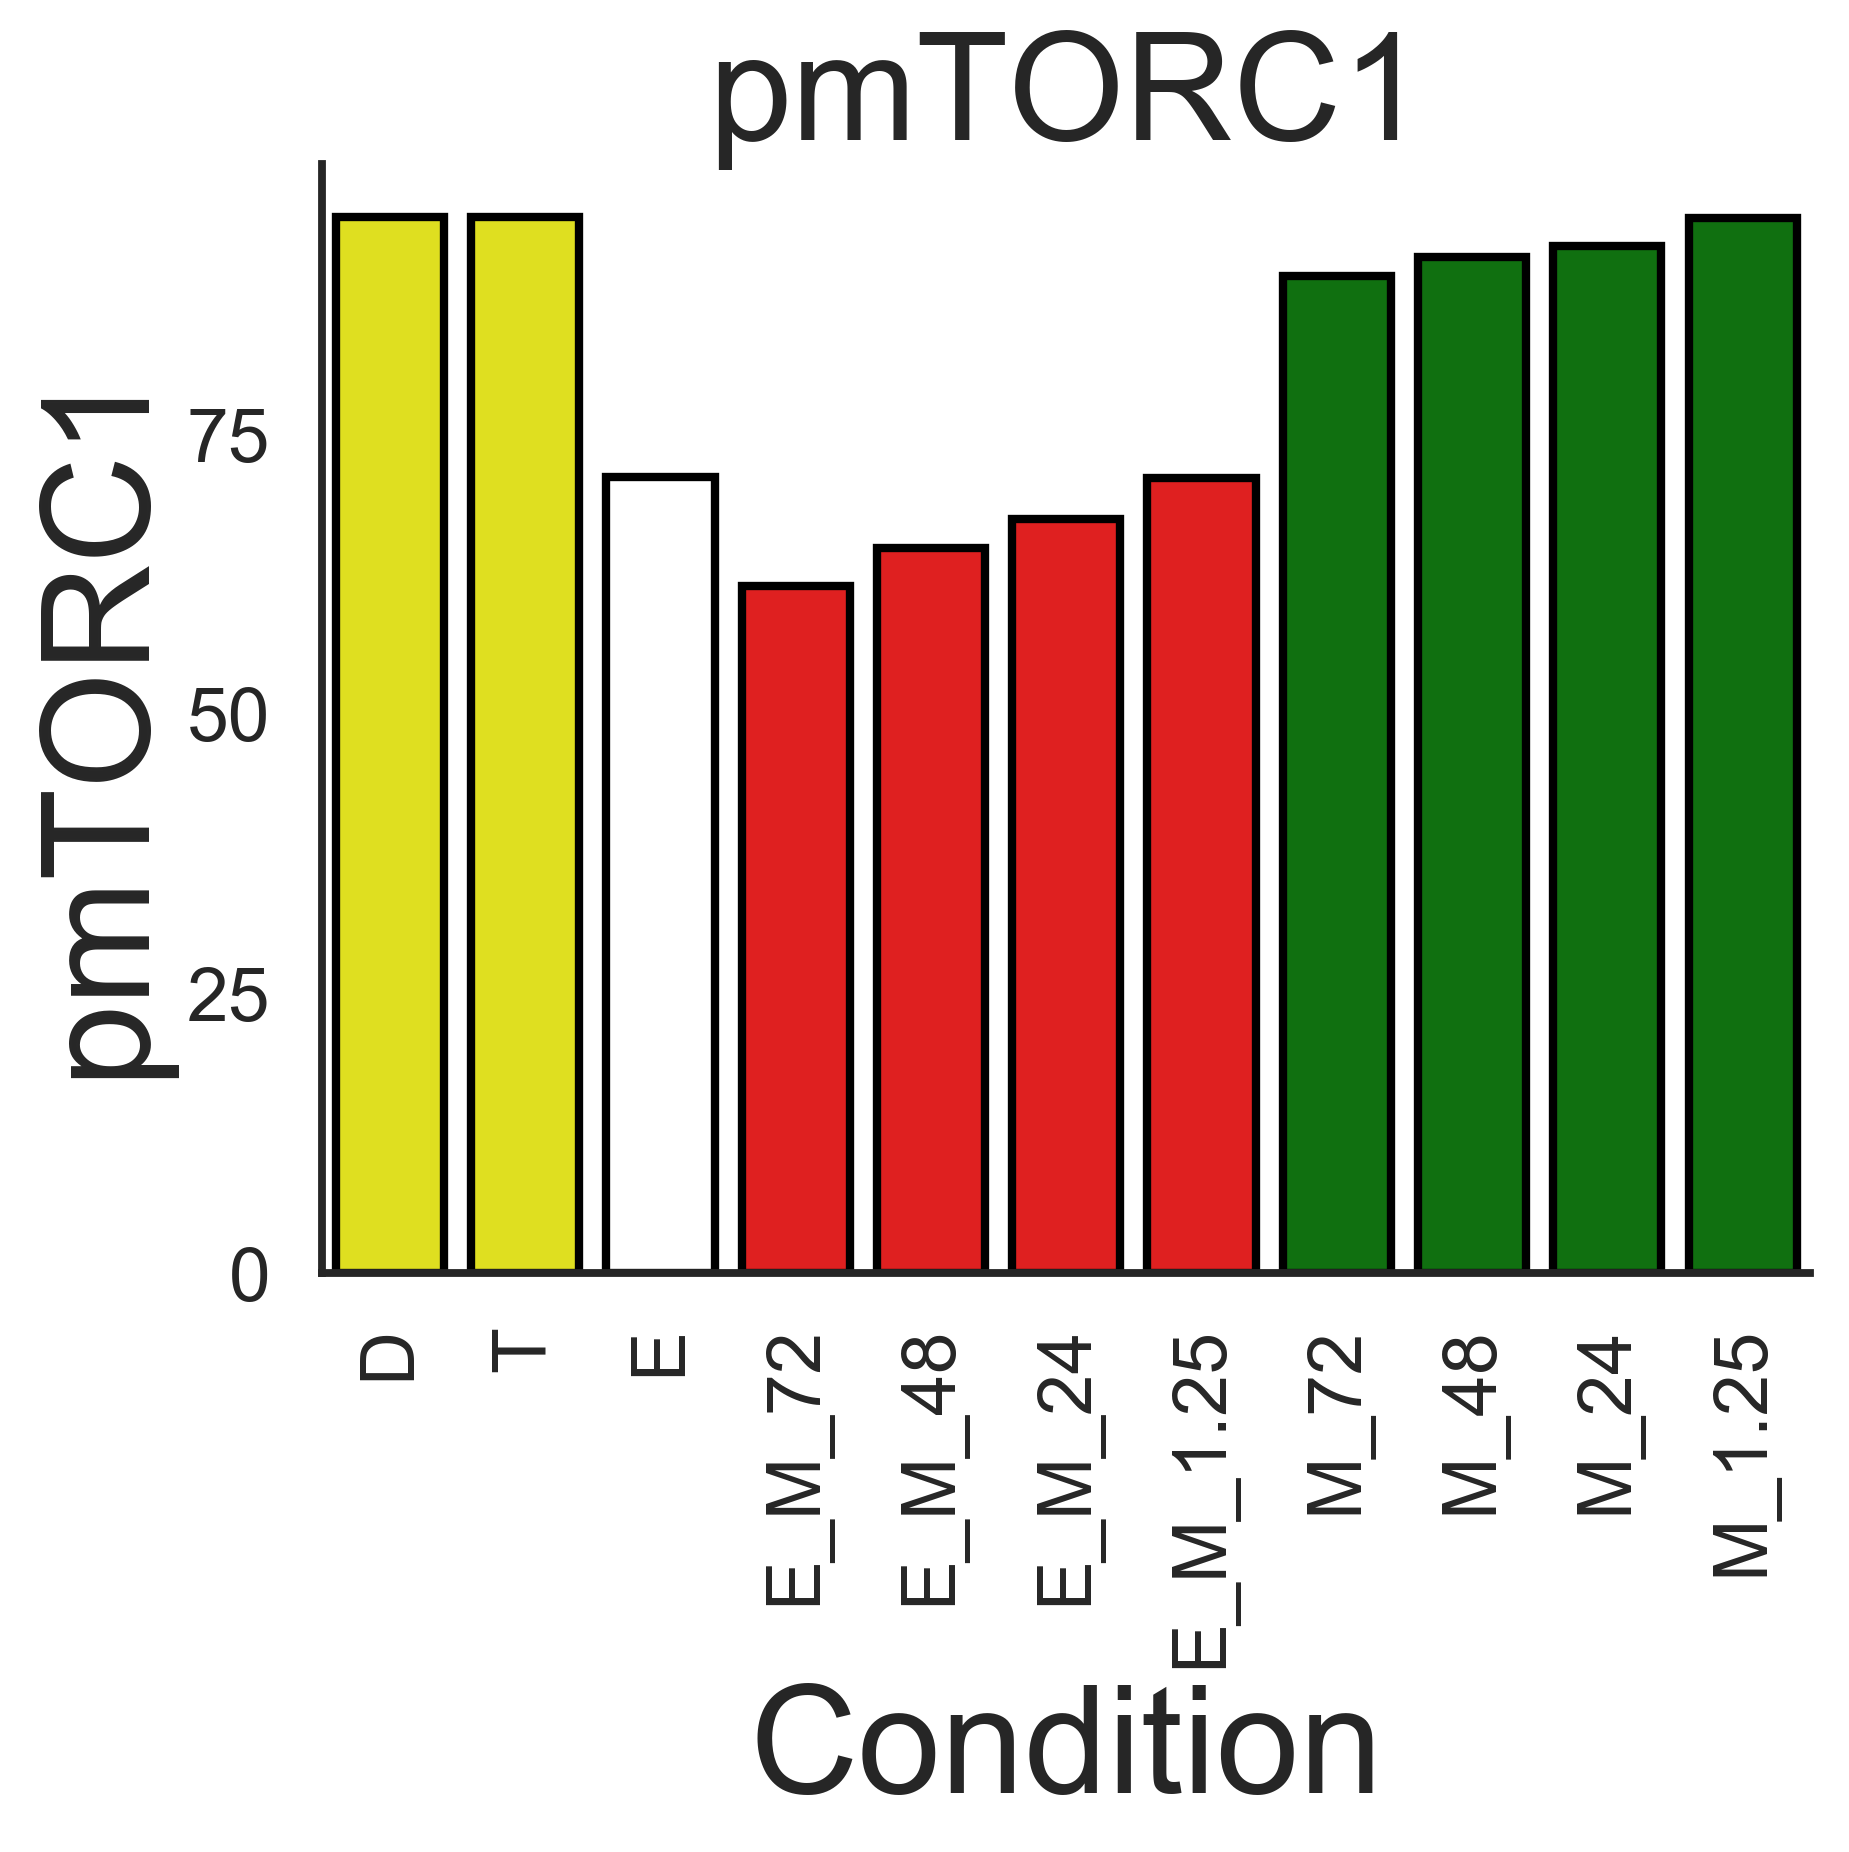 pmTORC1
pmTORC1
75
50
25
0
D
T
E
E_M_72
E_M_48
E_M_24
E_M_1.25
M_72
M_48
M_24
M_1.25
Condition